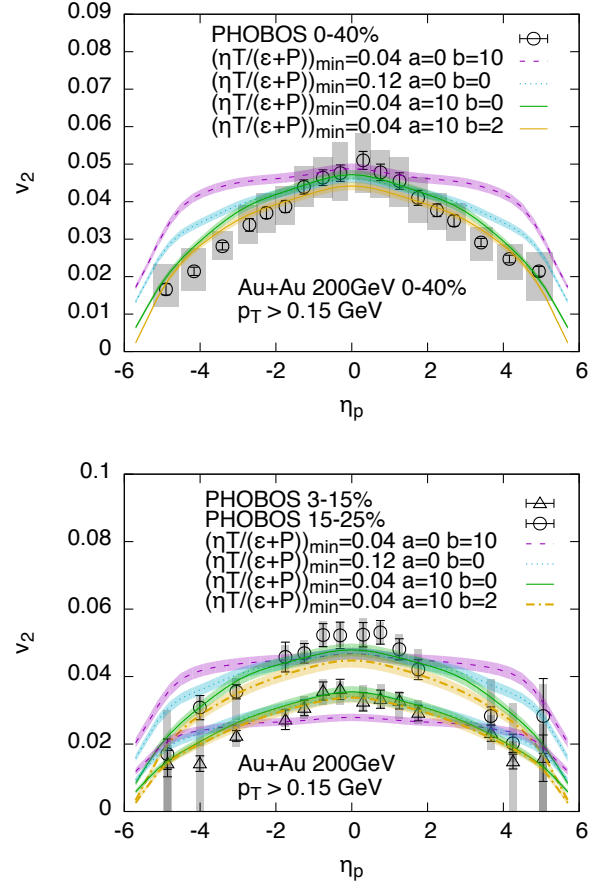 0.09
0.08
0.07
0.06
0.05
0.04
0.03
0.02
0.01
0
v₂
PHOBOS 0-40%
(ηT/(ε+P))min=0.04 a=0 b=10
(ηT/(ε+P))min=0.12 a=0 b=0
(ηT/(ε+P))min=0.04 a=10 b=0
(ηT/(ε+P))min=0.04 a=10 b=2
Au+Au 200GeV 0-40%
pT > 0.15 GeV
-6 -4 -2 0 2 4 6
ηp
0.1
0.08
0.06
0.04
0.02
0
v₂
PHOBOS 3-15%
PHOBOS 15-25%
(ηT/(ε+P))min=0.04 a=0 b=10
(ηT/(ε+P))min=0.12 a=0 b=0
(ηT/(ε+P))min=0.04 a=10 b=0
(ηT/(ε+P))min=0.04 a=10 b=2
Au+Au 200GeV
pT > 0.15 GeV
-6 -4 -2 0 2 4 6
ηp